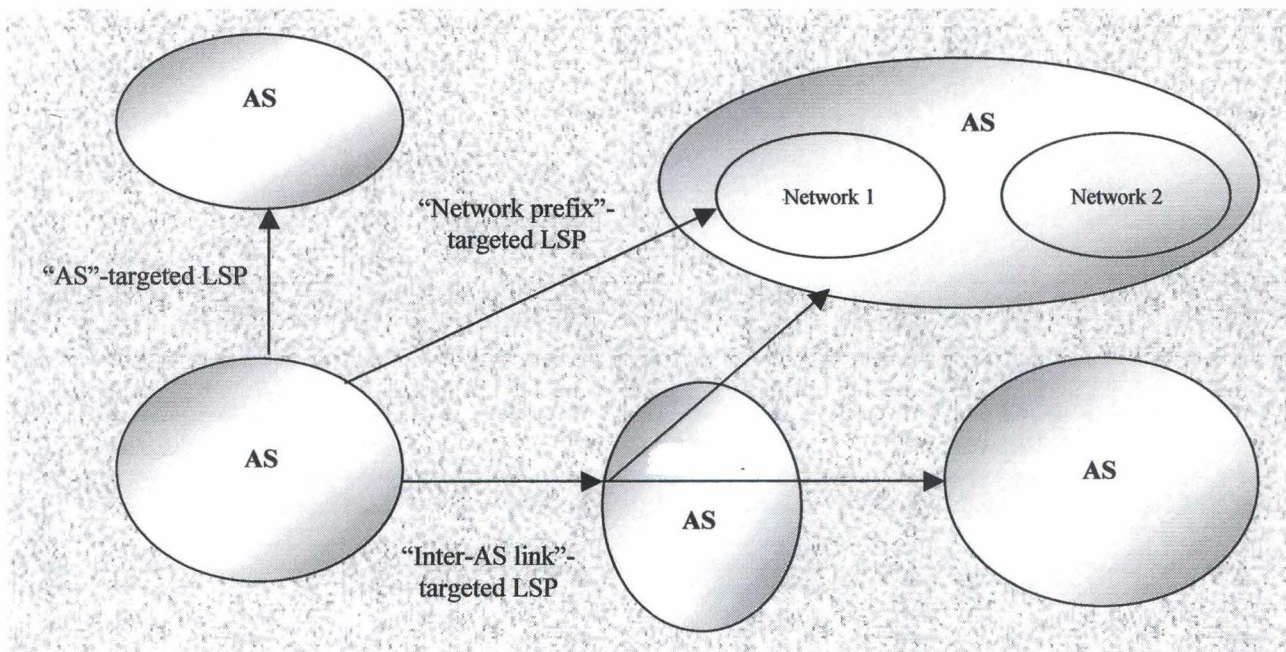 AS
AS
Network 1
Network 2
“Network prefix”-
targeted LSP
“AS”-targeted LSP
AS
AS
AS
“Inter-AS link”-
targeted LSP